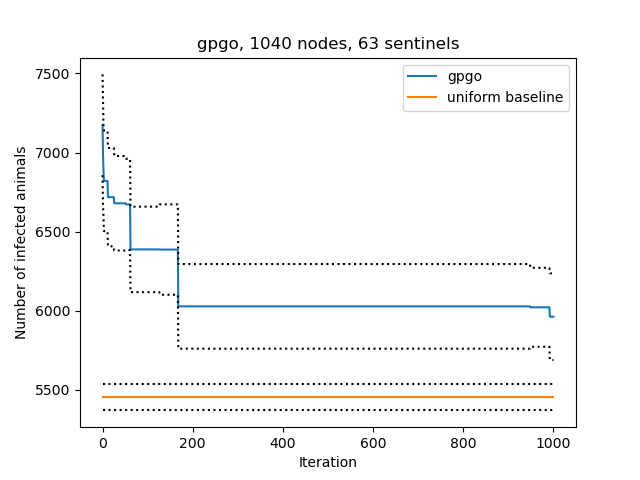 gpgo, 1040 nodes, 63 sentinels
gpgo
uniform baseline
Number of infected animals
7500
7000
6500
6000
5500
0 200 400 600 800 1000
Iteration